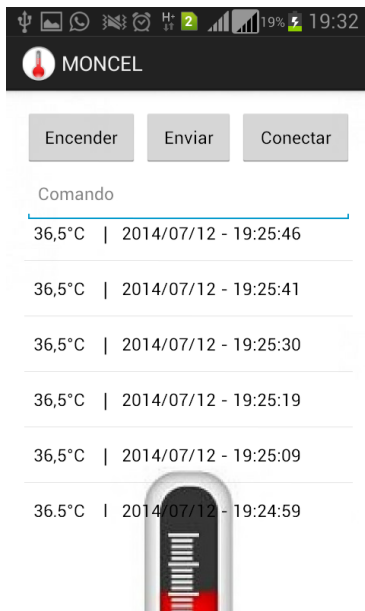 H+ 2 19% 19:32
MONCEL
Encender Enviar Conectar
Comando
36,5°C | 2014/07/12 - 19:25:46
36,5°C | 2014/07/12 - 19:25:41
36,5°C | 2014/07/12 - 19:25:30
36,5°C | 2014/07/12 - 19:25:19
36,5°C | 2014/07/12 - 19:25:09
36.5°C | 2014/07/12 - 19:24:59